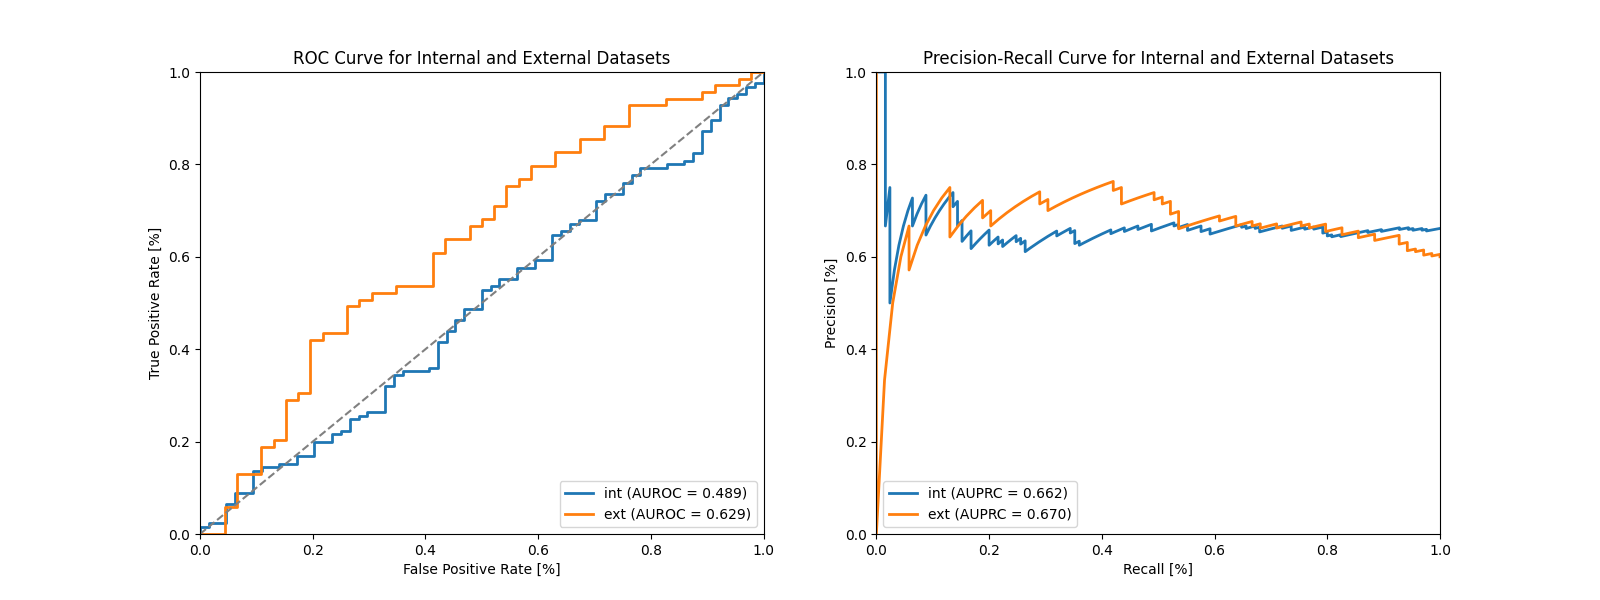 ROC Curve for Internal and External Datasets
True Positive Rate [%]
1.0
0.8
0.6
0.4
0.2
0.0
int (AUROC = 0.489)
ext (AUROC = 0.629)
0.0 0.2 0.4 0.6 0.8 1.0
False Positive Rate [%]
Precision-Recall Curve for Internal and External Datasets
Precision [%]
1.0
0.8
0.6
0.4
0.2
0.0
int (AUPRC = 0.662)
ext (AUPRC = 0.670)
0.0 0.2 0.4 0.6 0.8 1.0
Recall [%]